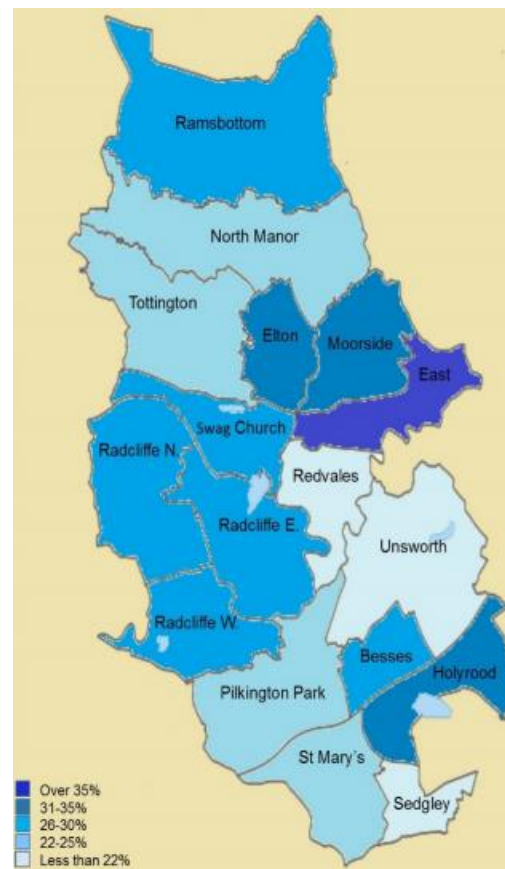 Ramsbottom
North Manor
Tottington
Elton
Moorside
East
Swag Church
Radcliffe N.
Redvales
Radcliffe E.
Unsworth
Radcliffe W.
Besses
Holyrood
Pilkington Park
St Mary's
Sedgley
Over 35%
31-35%
26-30%
22-25%
Less than 22%